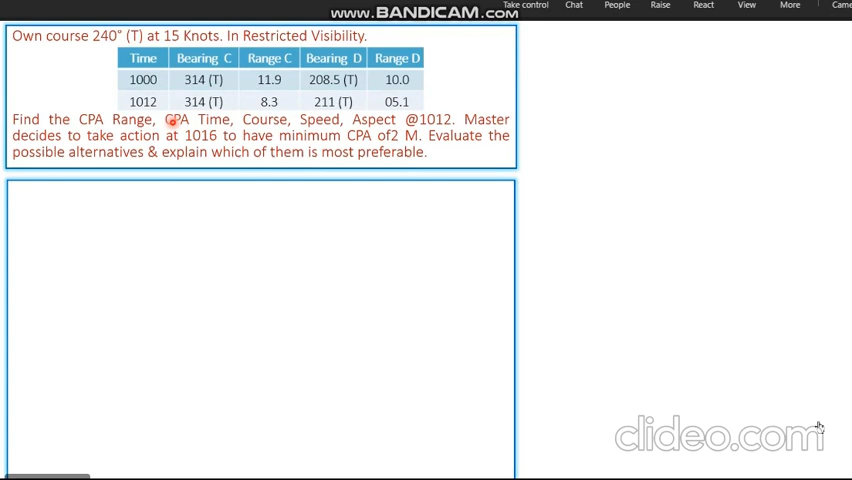 Take control Chat People Raise React View More Came
www.BANDICAM.com
Own course 240° (T) at 15 Knots. In Restricted Visibility.
Time Bearing C Range C Bearing D Range D
1000 314 (T) 11.9 208.5 (T) 10.0
1012 314 (T) 8.3 211 (T) 05.1
Find the CPA Range, CPA Time, Course, Speed, Aspect @1012. Master
decides to take action at 1016 to have minimum CPA of2 M. Evaluate the
possible alternatives & explain which of them is most preferable.
clideo.com